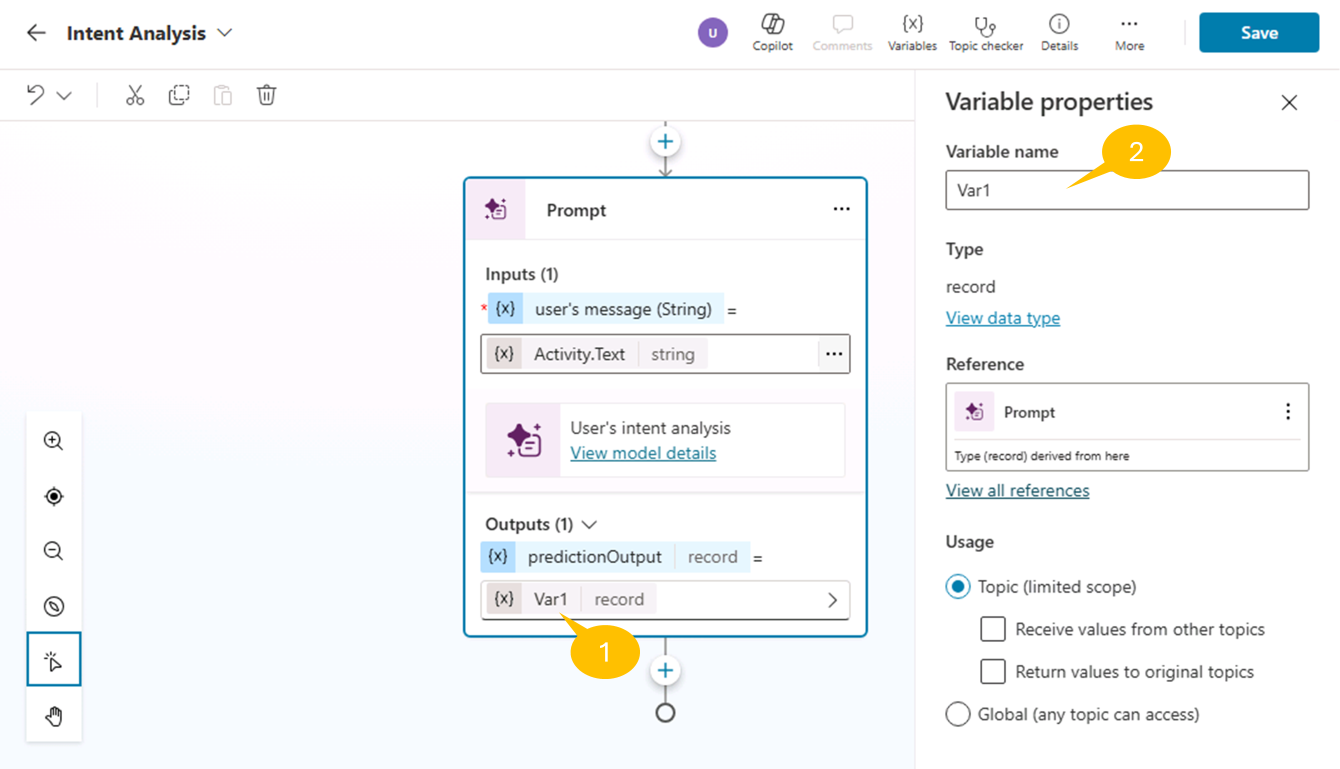 Intent Analysis
U
Copilot
Comments
{x}
Variables
Topic checker
Details
More
Save
Prompt
Inputs (1)
* {x} user's message (String) =
{x} Activity.Text string
User's intent analysis
View model details
Outputs (1)
{x} predictionOutput record =
{x} Var1 record
1
Variable properties
Variable name
2
Var1
Type
record
View data type
Reference
Prompt
Type (record) derived from here
View all references
Usage
Topic (limited scope)
Receive values from other topics
Return values to original topics
Global (any topic can access)